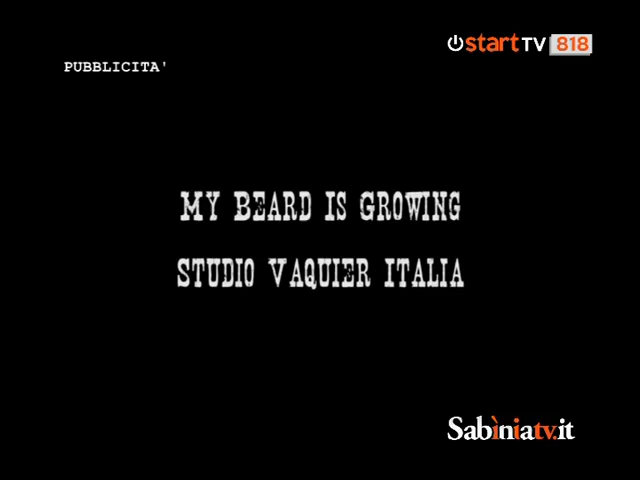 startTV 818
PUBBLICITA'
MY BEARD IS GROWING
STUDIO VAQUIER ITALIA
Sabìniatv.it